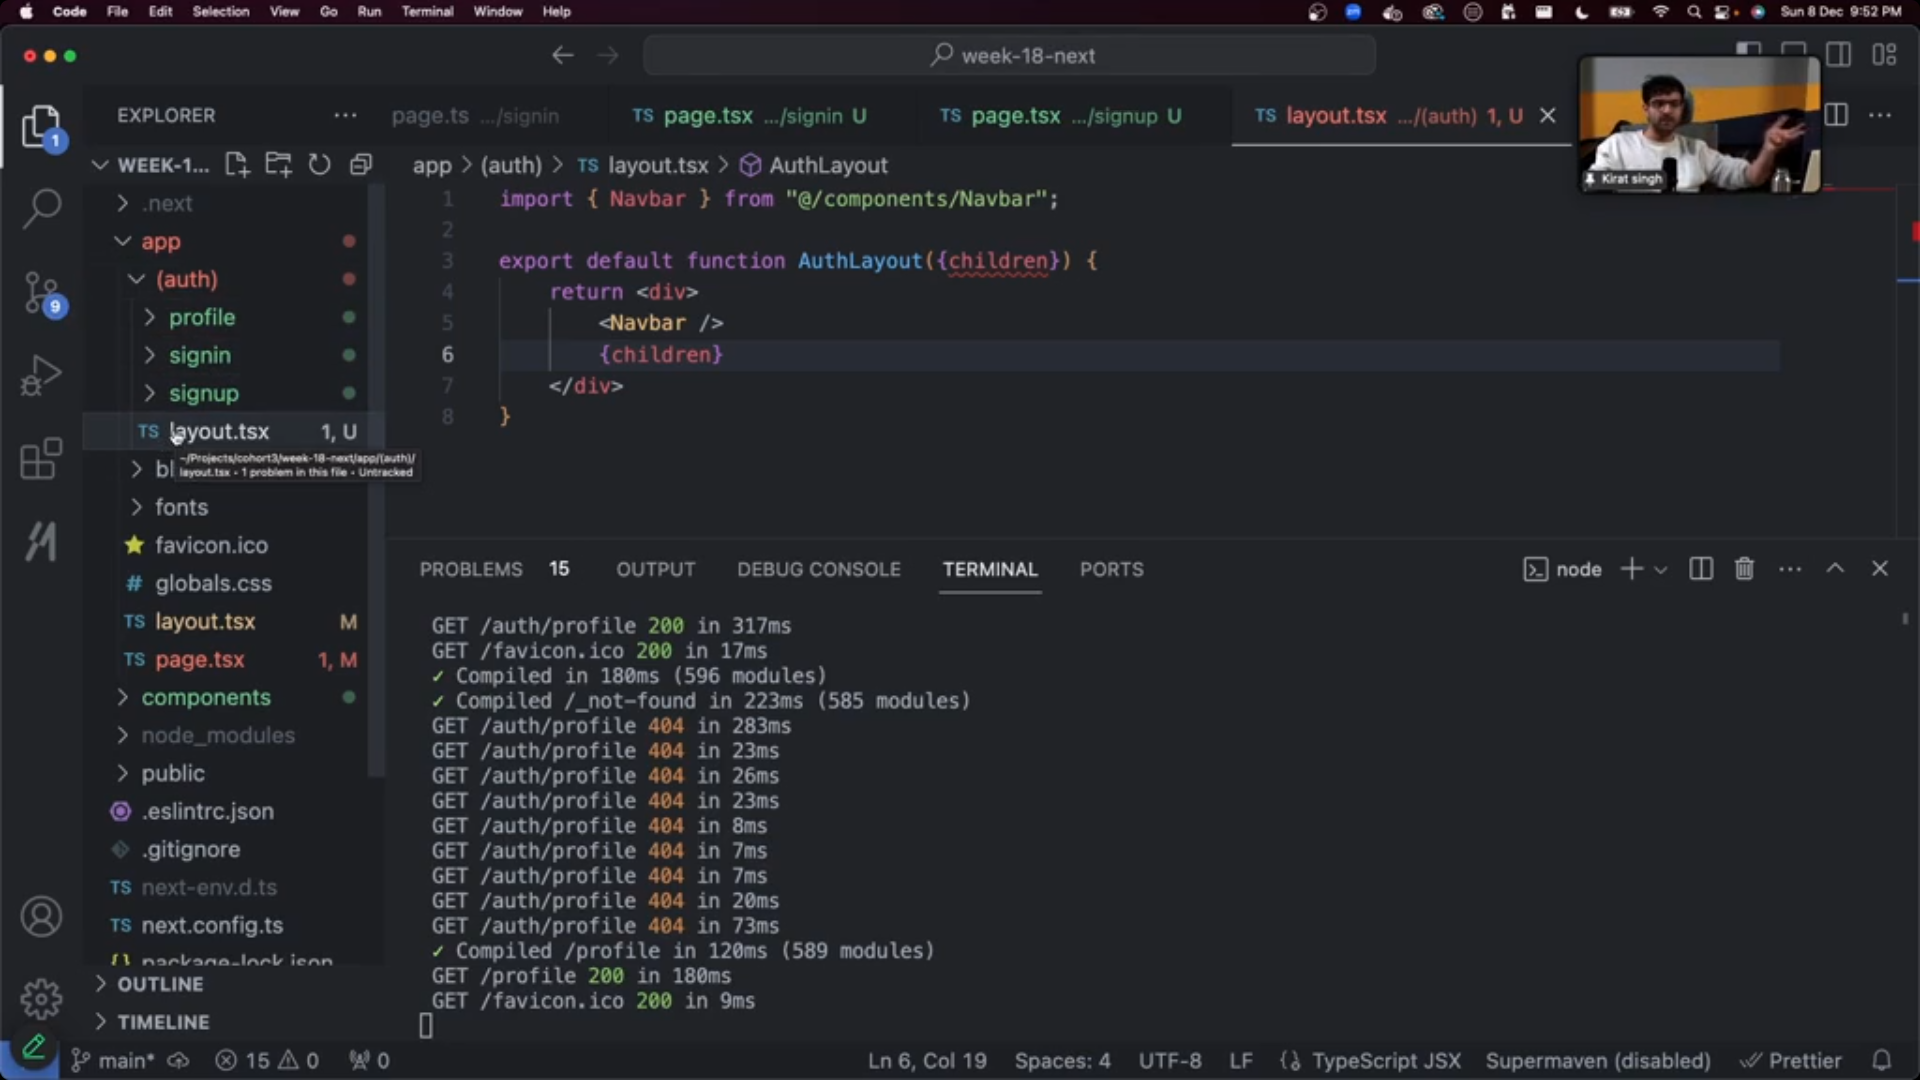 Code File Edit Selection View Go Run Terminal Window Help
Sun 8 Dec 9:52 PM
week-18-next
EXPLORER
page.ts .../signin
TS page.tsx .../signin U
TS page.tsx .../signup U
TS layout.tsx .../(auth) 1, U
Kirat singh
1
9
WEEK-1...
.next
app
(auth)
profile
signin
signup
TS layout.tsx 1, U
~/Projects/cohort3/week-18-next/app/(auth)/
layout.tsx • 1 problem in this file • Untracked
fonts
favicon.ico
# globals.css
TS layout.tsx M
TS page.tsx 1, M
components
node_modules
public
.eslintrc.json
.gitignore
TS next-env.d.ts
TS next.config.ts
{} package-lock.json
OUTLINE
TIMELINE
app > (auth) > TS layout.tsx > AuthLayout
1 import { Navbar } from "@/components/Navbar";
2
3 export default function AuthLayout({children}) {
4 return <div>
5 <Navbar />
6 {children}
7 </div>
8 }
PROBLEMS 15 OUTPUT DEBUG CONSOLE TERMINAL PORTS
node
GET /auth/profile 200 in 317ms
GET /favicon.ico 200 in 17ms
✓ Compiled in 180ms (596 modules)
✓ Compiled /_not-found in 223ms (585 modules)
GET /auth/profile 404 in 283ms
GET /auth/profile 404 in 23ms
GET /auth/profile 404 in 26ms
GET /auth/profile 404 in 23ms
GET /auth/profile 404 in 8ms
GET /auth/profile 404 in 7ms
GET /auth/profile 404 in 7ms
GET /auth/profile 404 in 20ms
GET /auth/profile 404 in 73ms
✓ Compiled /profile in 120ms (589 modules)
GET /profile 200 in 180ms
GET /favicon.ico 200 in 9ms
main* 15 0 0
Ln 6, Col 19 Spaces: 4 UTF-8 LF {} TypeScript JSX Supermaven (disabled) Prettier